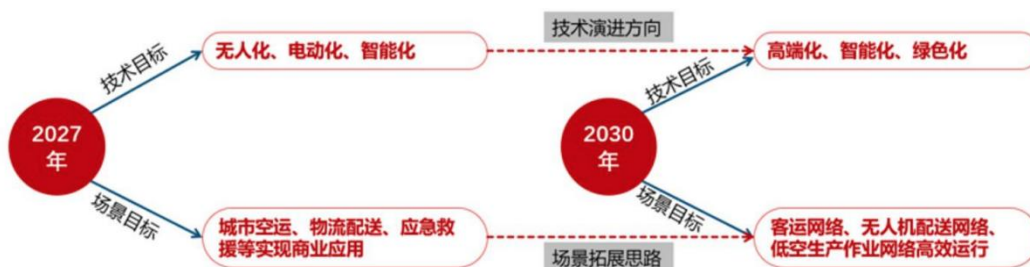 技术演进方向
无人化、电动化、智能化
高端化、智能化、绿色化
技术目标
技术目标
2027
年
2030
年
场景目标
场景目标
城市空运、物流配送、应急救
援等实现商业应用
客运网络、无人机配送网络、
低空生产作业网络高效运行
场景拓展思路